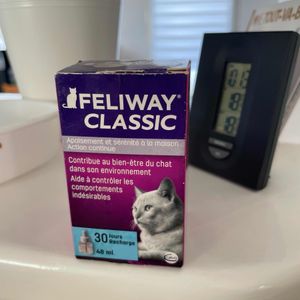 FELIWAY
CLASSIC
Apaisement et sérénité à la maison
Action continue
Contribue au bien-être du chat
dans son environnement
Aide à contrôler les
comportements
indésirables
30 jours
Recharge
48 ml
Ceva